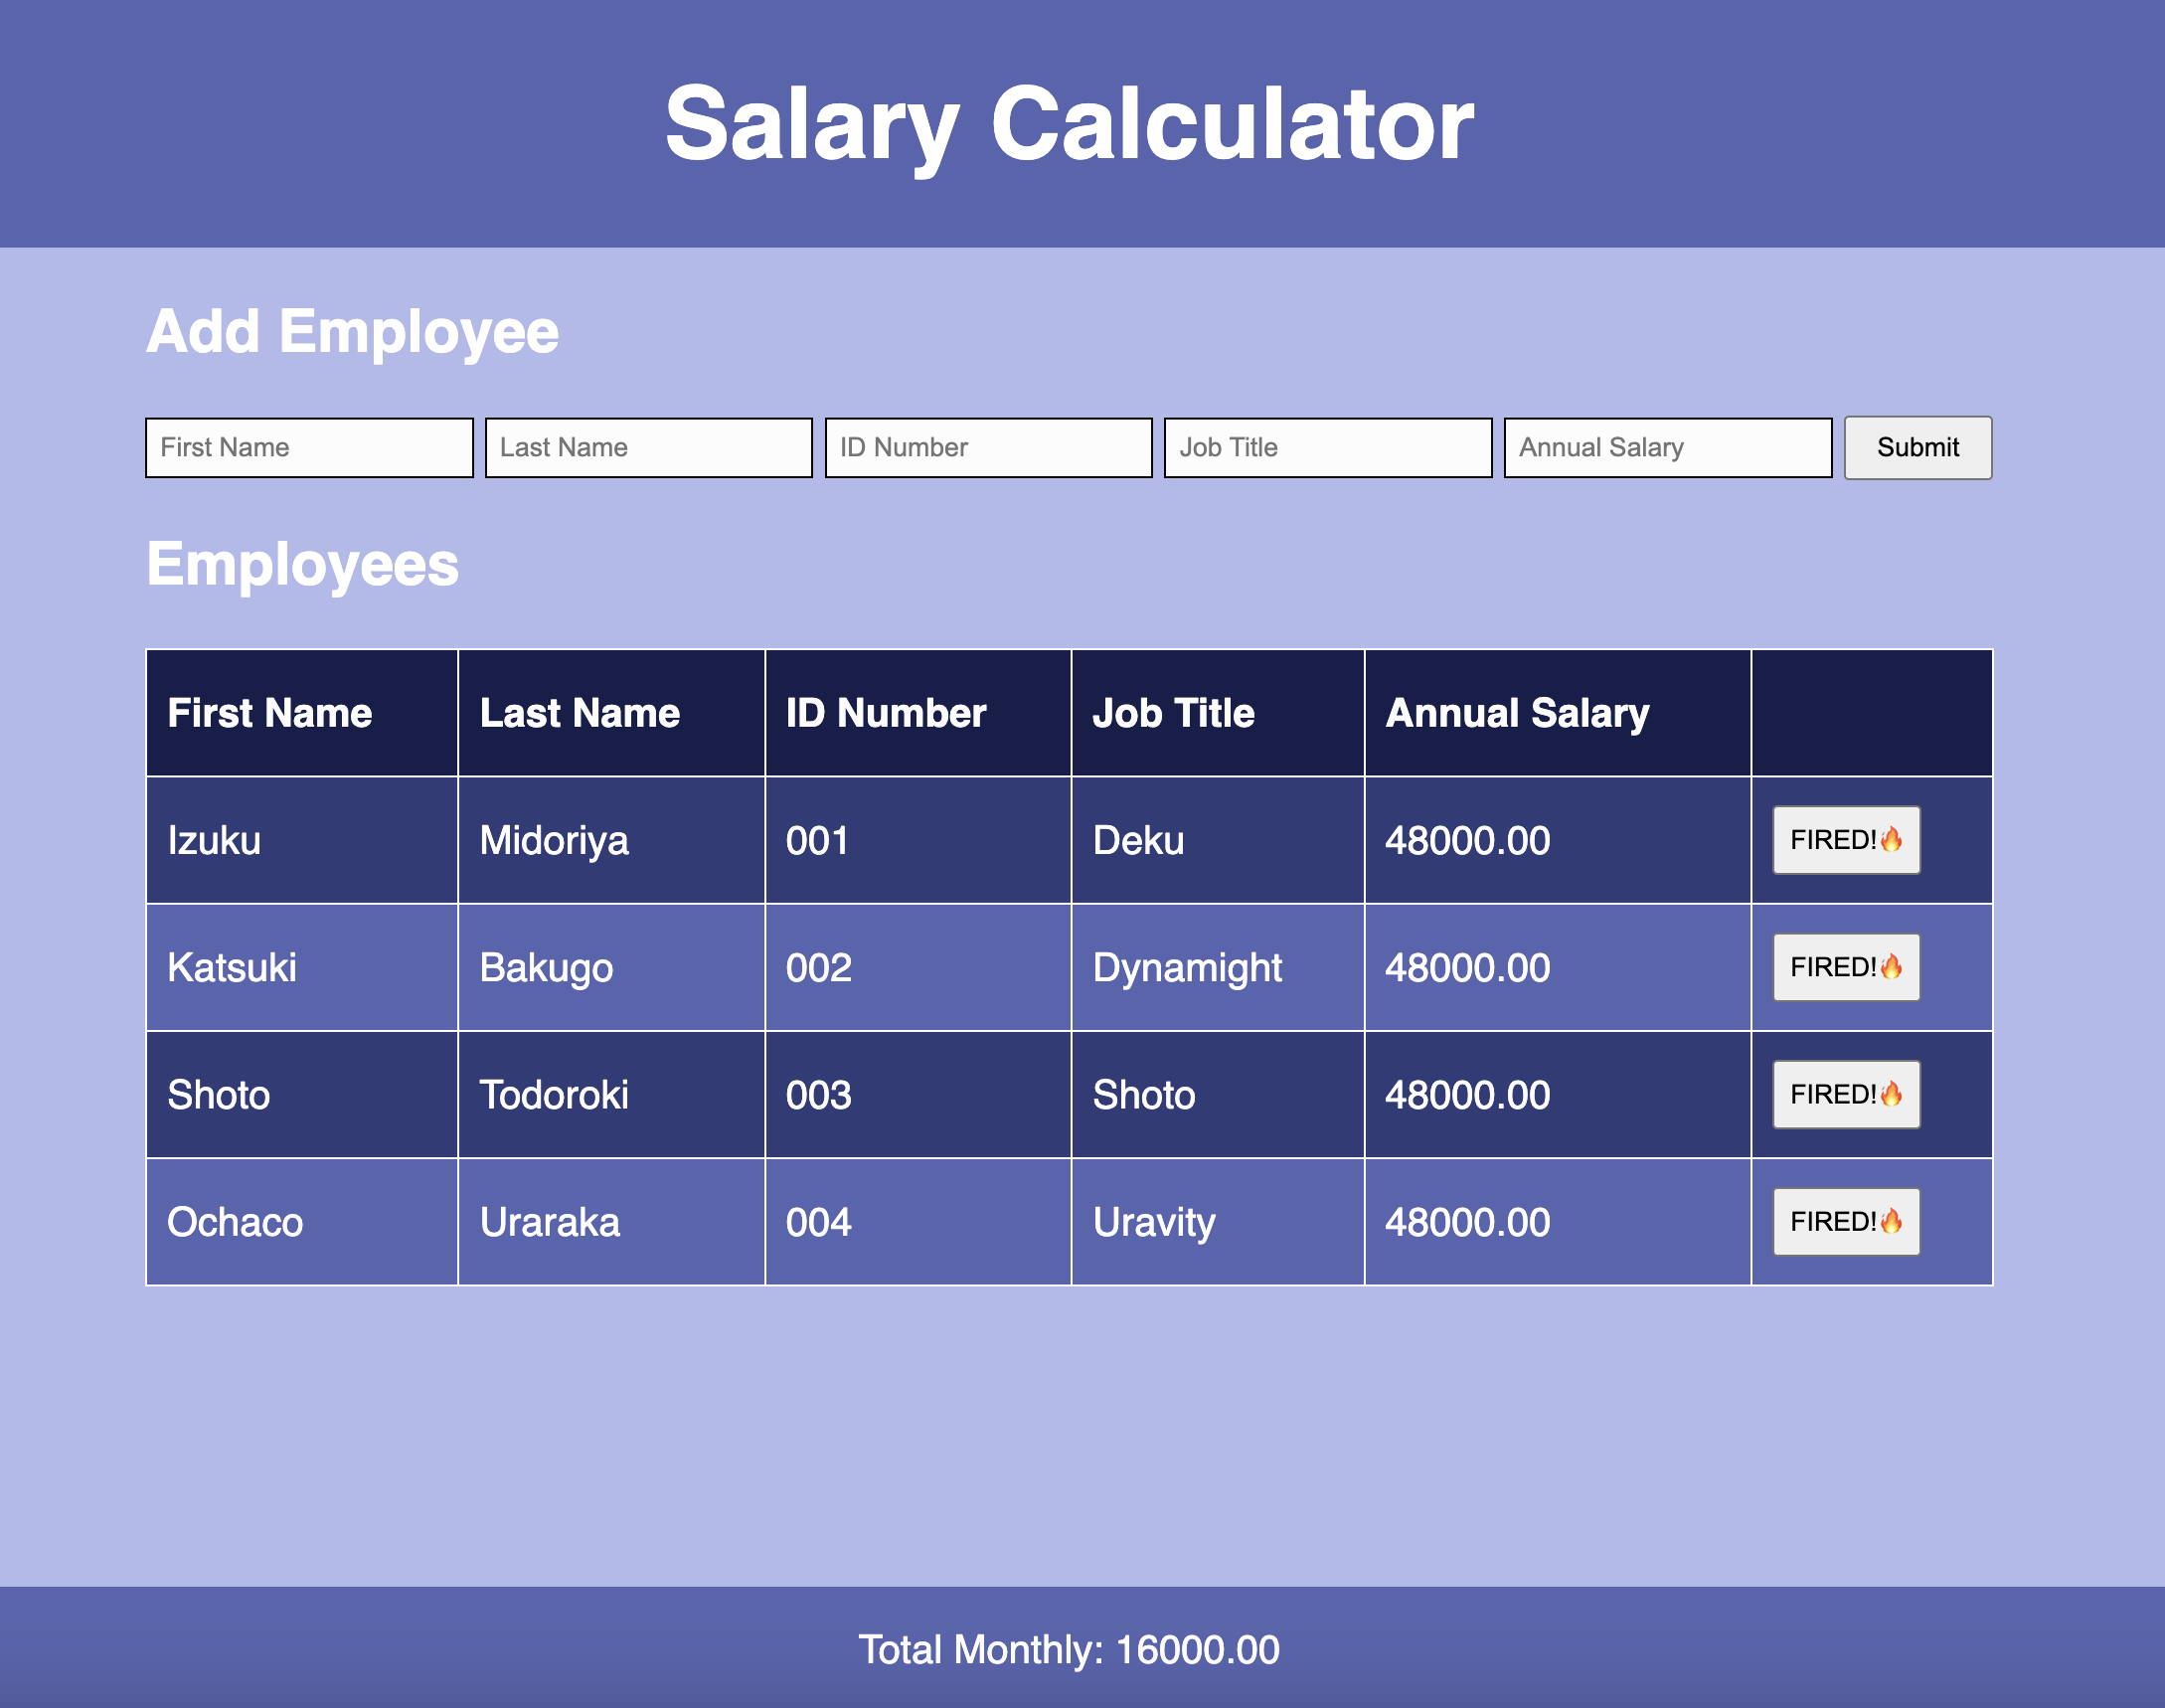 Salary Calculator
Add Employee
First Name Last Name ID Number Job Title Annual Salary Submit
Employees
First Name Last Name ID Number Job Title Annual Salary
Izuku Midoriya 001 Deku 48000.00 FIRED!🔥
Katsuki Bakugo 002 Dynamight 48000.00 FIRED!🔥
Shoto Todoroki 003 Shoto 48000.00 FIRED!🔥
Ochaco Uraraka 004 Uravity 48000.00 FIRED!🔥
Total Monthly: 16000.00